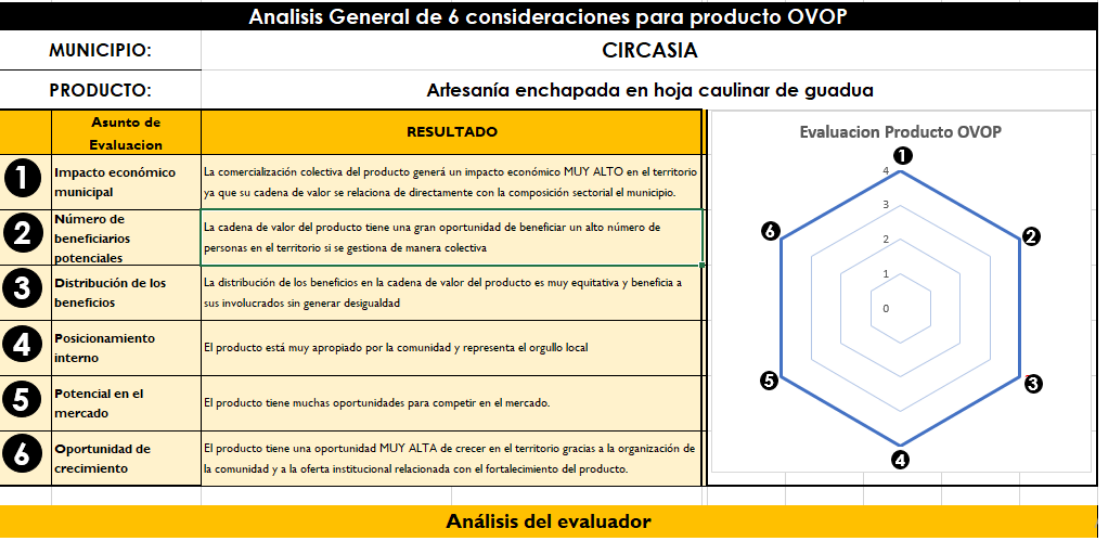 Analisis General de 6 consideraciones para producto OVOP
MUNICIPIO:
CIRCASIA
PRODUCTO:
Artesanía enchapada en hoja caulinar de guadua
Asunto de
Evaluacion
RESULTADO
1
Impacto económico
municipal
La comercialización colectiva del producto generá un impacto económico MUY ALTO en el territorio
ya que su cadena de valor se relaciona de directamente con la composición sectorial el municipio.
2
Número de
beneficiarios
potenciales
La cadena de valor del producto tiene una gran oportunidad de beneficiar un alto número de
personas en el territorio si se gestiona de manera colectiva
3
Distribución de los
beneficios
La distribución de los beneficios en la cadena de valor del producto es muy equitativa y beneficia a
sus involucrados sin generar desigualdad
4
Posicionamiento
interno
El producto está muy apropiado por la comunidad y representa el orgullo local
5
Potencial en el
mercado
El producto tiene muchas oportunidades para competir en el mercado.
6
Oportunidad de
crecimiento
El producto tiene una oportunidad MUY ALTA de crecer en el territorio gracias a la organización de
la comunidad y a la oferta institucional relacionada con el fortalecimiento del producto.
Evaluacion Producto OVOP
1
4
3
6
2
2
1
0
5
3
4
Análisis del evaluador